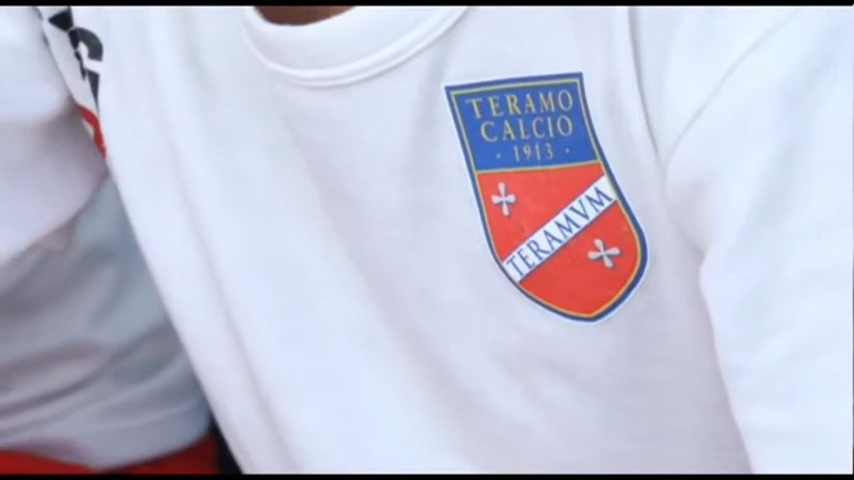 TERAMO
CALCIO
· 1913 ·
TERAMVM